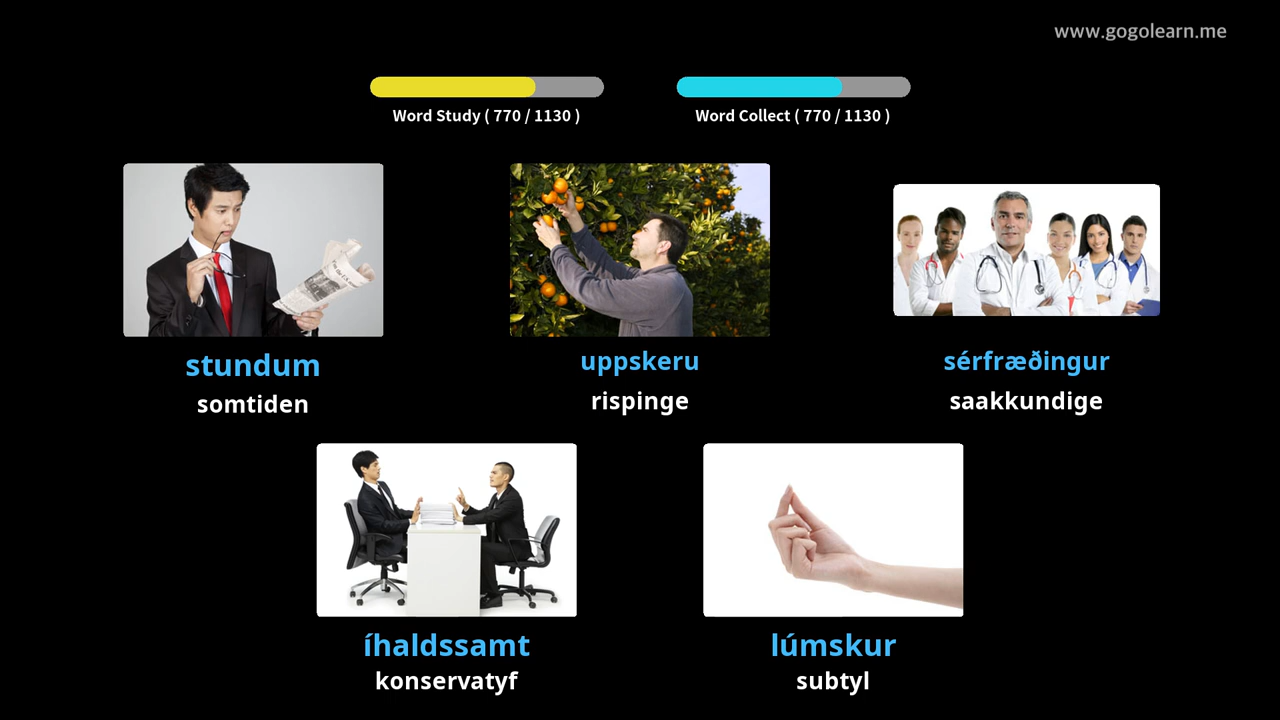 www.gogolearn.me
Word Study ( 770 / 1130 )
Word Collect ( 770 / 1130 )
stundum
somtiden
uppskeru
rispinge
sérfræðingur
saakkundige
íhaldssamt
konservatyf
lúmskur
subtyl